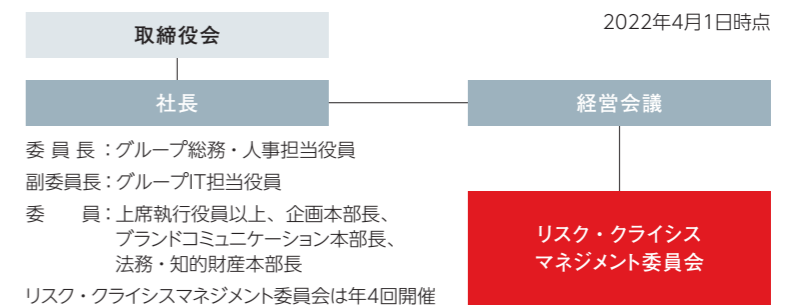 2022年4月1日時点
取締役会
社長
経営会議
委員長：グループ総務・人事担当役員
副委員長：グループIT担当役員
委　員：上席執行役員以上、企画本部長、
ブランドコミュニケーション本部長、
法務・知的財産本部長
リスク・クライシスマネジメント委員会は年4回開催
リスク・クライシス
マネジメント委員会